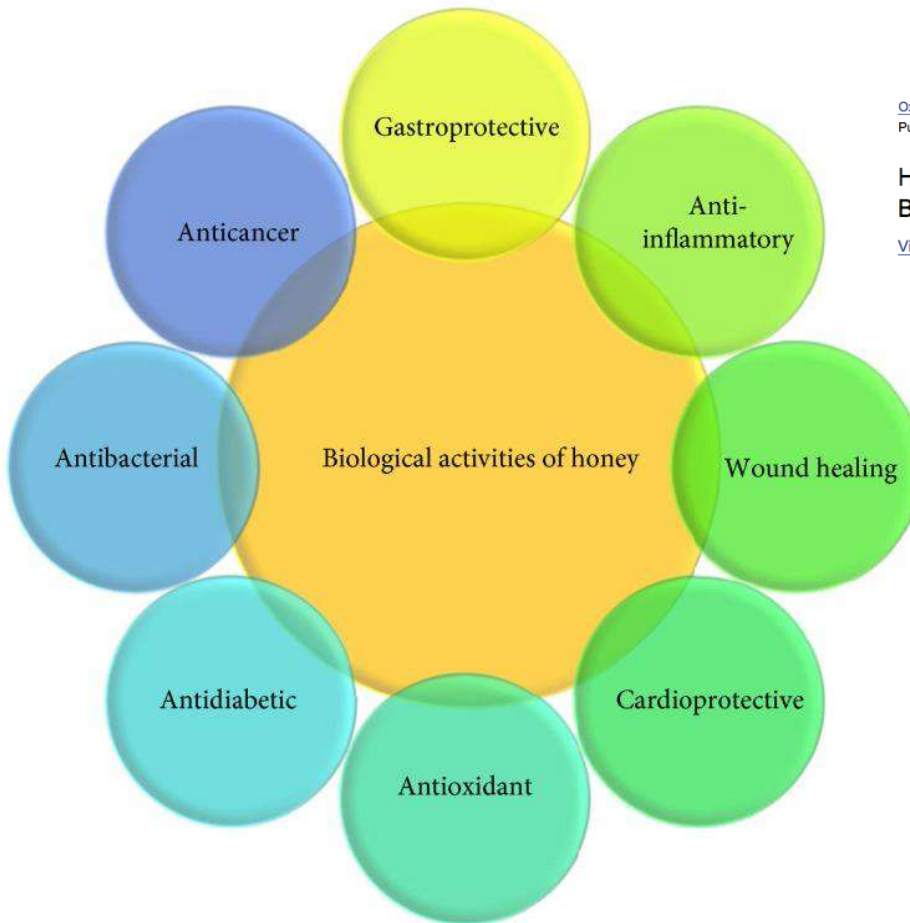 Gastroprotective
Anticancer
Anti-
inflammatory
Antibacterial
Biological activities of honey
Wound healing
Antidiabetic
Cardioprotective
Antioxidant